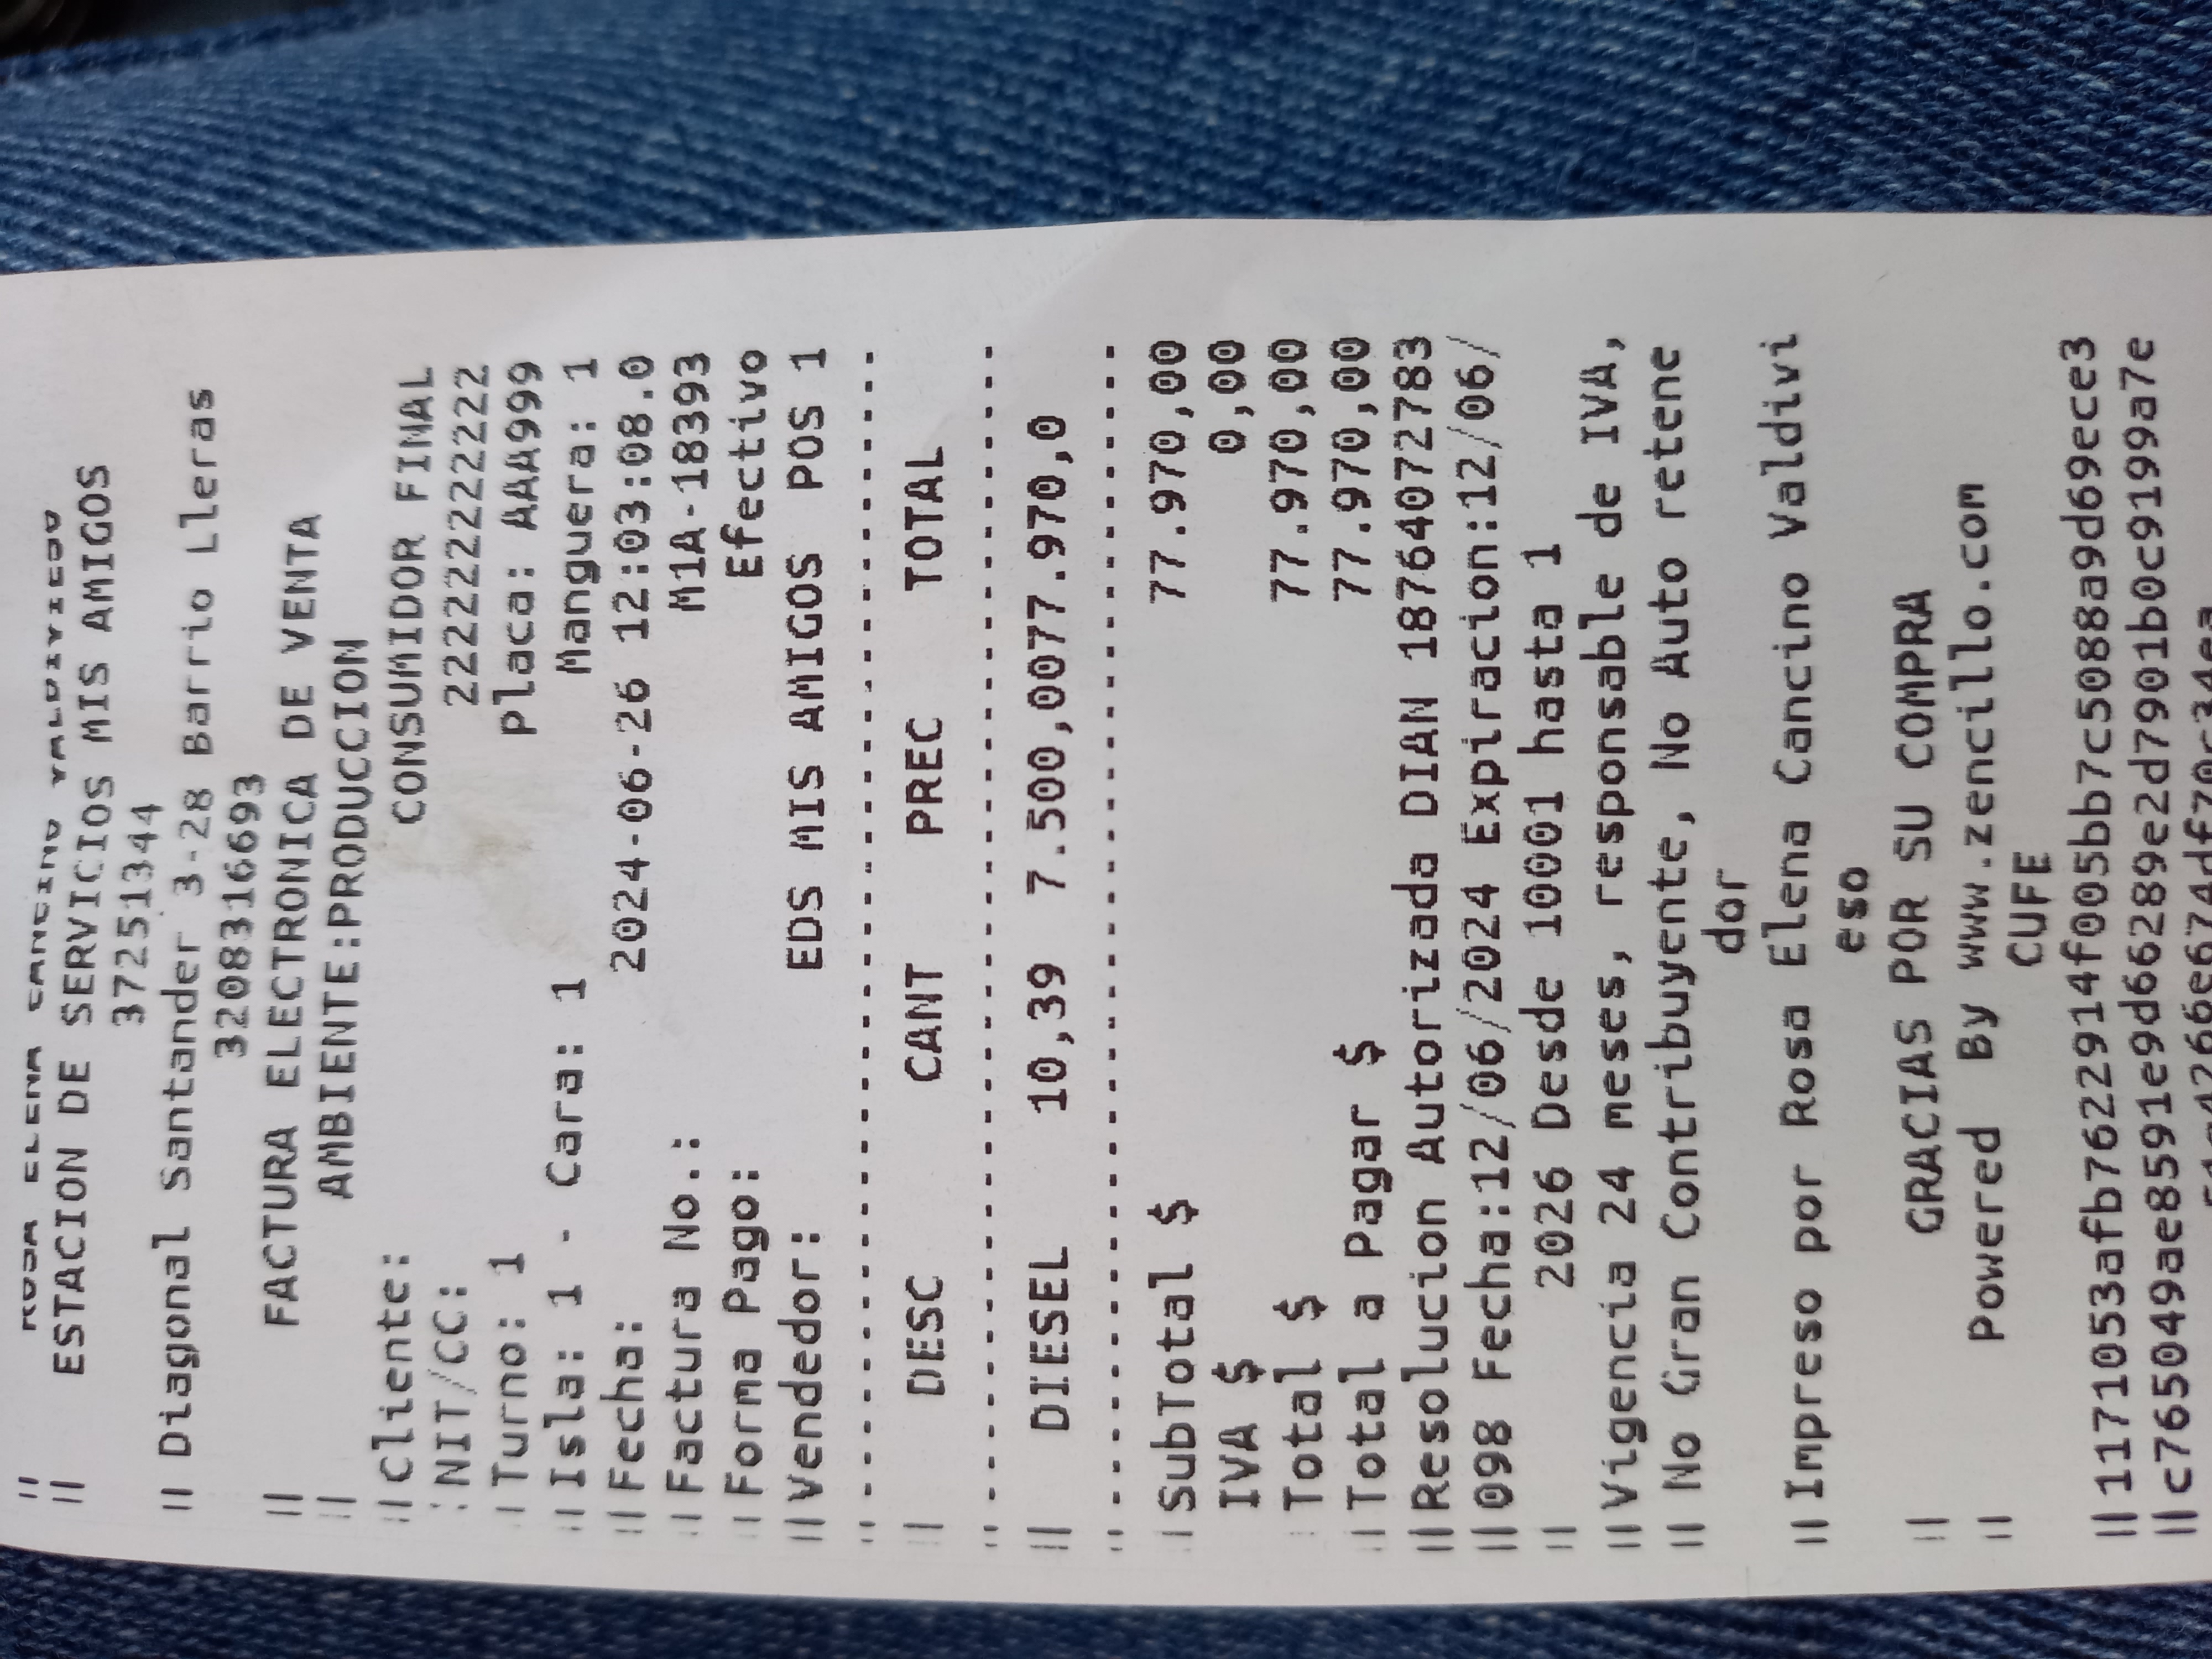 || ROSA ELENA CANCINO VALDIVIESO
|| ESTACION DE SERVICIOS MIS AMIGOS
37251344
|| Diagonal Santander 3-28 Barrio Lleras
3208316693
|| FACTURA ELECTRONICA DE VENTA
|| AMBIENTE:PRODUCCION
||Cliente: CONSUMIDOR FINAL
NIT/CC: 222222222222
Turno: 1 Placa: AAA999
|| Isla: 1 - Cara: 1 Manguera: 1
||Fecha: 2024-06-26 12:03:08.0
||Factura No.: M1A-18393
|| Forma Pago: Efectivo
||Vendedor: EDS MIS AMIGOS POS 1
|| DESC CANT PREC TOTAL
|| DIESEL 10,39 7.500,0077.970,0
||SubTotal $ 77.970,00
IVA $ 0,00
Total $ 77.970,00
|| Total a Pagar $ 77.970,00
||Resolucion Autorizada DIAN 18764072783
||098 Fecha:12/06/2024 Expiracion:12/06/
|| 2026 Desde 10001 hasta 1
||Vigencia 24 meses, responsable de IVA,
|| No Gran Contribuyente, No Auto retene
dor
||Impreso por Rosa Elena Cancino Valdivi
eso
|| GRACIAS POR SU COMPRA
|| Powered By www.zencillo.com
CUFE
||1171053afb7622914f005bb7c5088a9d69ece3
||c765049ae8591e9d66289e2d7901b0c9199a7e